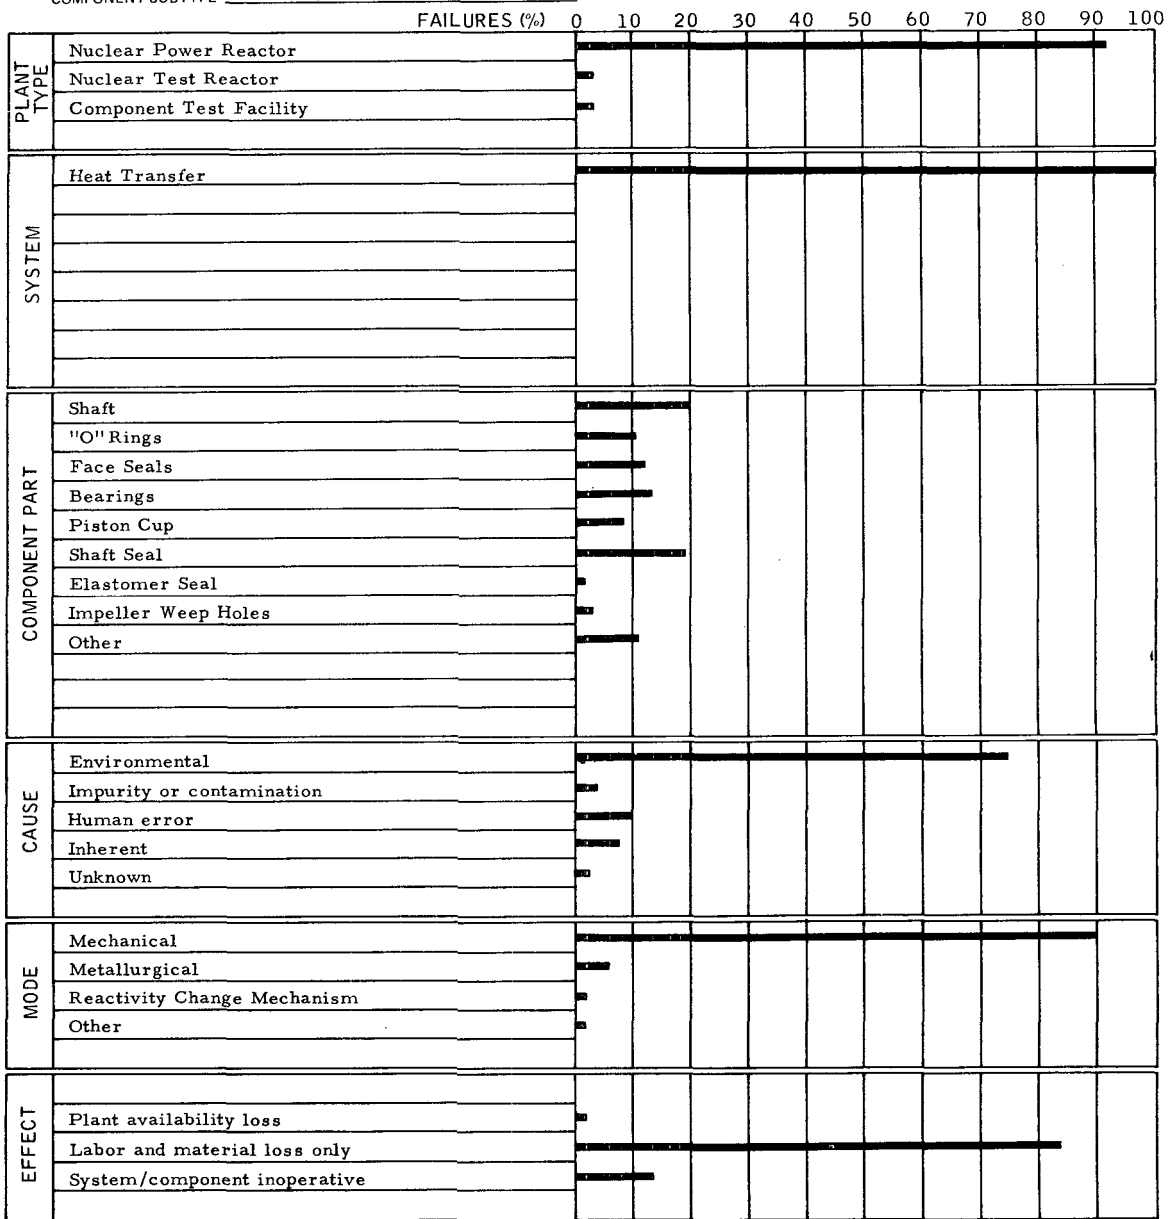 COMPONENT SUBTYPE
FAILURES (%) 0 10 20 30 40 50 60 70 80 90 100
PLANT TYPE
Nuclear Power Reactor
Nuclear Test Reactor
Component Test Facility
SYSTEM
Heat Transfer
COMPONENT PART
Shaft
"O" Rings
Face Seals
Bearings
Piston Cup
Shaft Seal
Elastomer Seal
Impeller Weep Holes
Other
CAUSE
Environmental
Impurity or contamination
Human error
Inherent
Unknown
MODE
Mechanical
Metallurgical
Reactivity Change Mechanism
Other
EFFECT
Plant availability loss
Labor and material loss only
System/component inoperative